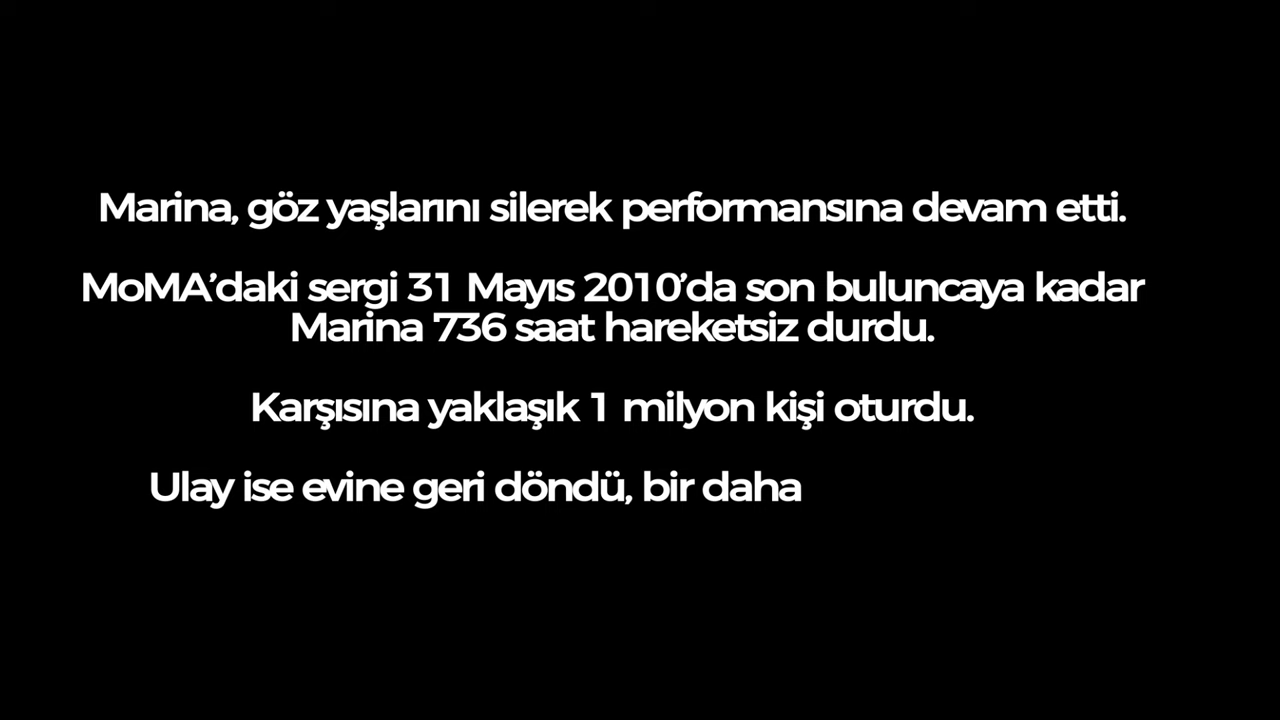 Marina, göz yaşlarını silerek performansına devam etti.
MoMA’daki sergi 31 Mayıs 2010’da son buluncaya kadar
Marina 736 saat hareketsiz durdu.
Karşısına yaklaşık 1 milyon kişi oturdu.
Ulay ise evine geri döndü, bir daha